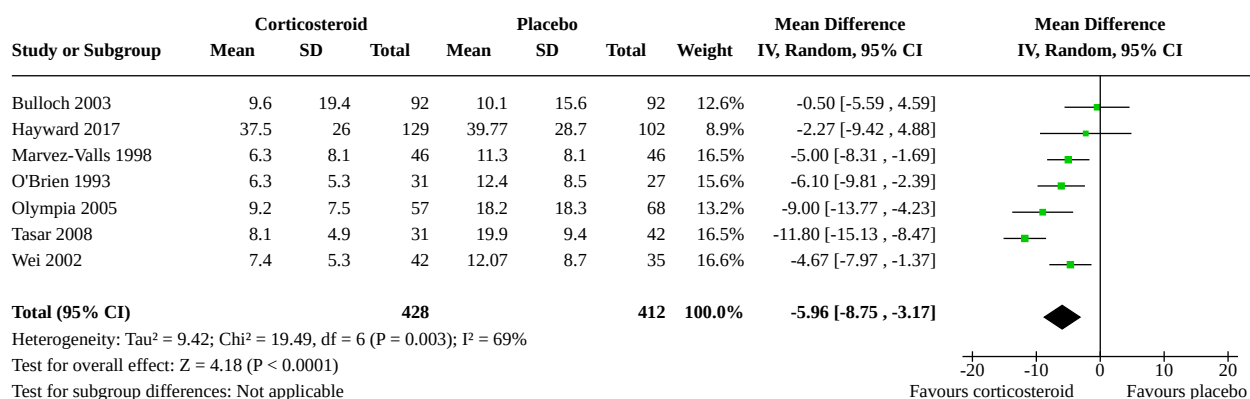 Corticosteroid Placebo Mean Difference Mean Difference
Study or Subgroup Mean SD Total Mean SD Total Weight IV, Random, 95% CI IV, Random, 95% CI
Bulloch 2003 9.6 19.4 92 10.1 15.6 92 12.6% -0.50 [-5.59 , 4.59]
Hayward 2017 37.5 26 129 39.77 28.7 102 8.9% -2.27 [-9.42 , 4.88]
Marvez-Valls 1998 6.3 8.1 46 11.3 8.1 46 16.5% -5.00 [-8.31 , -1.69]
O'Brien 1993 6.3 5.3 31 12.4 8.5 27 15.6% -6.10 [-9.81 , -2.39]
Olympia 2005 9.2 7.5 57 18.2 18.3 68 13.2% -9.00 [-13.77 , -4.23]
Tasar 2008 8.1 4.9 31 19.9 9.4 42 16.5% -11.80 [-15.13 , -8.47]
Wei 2002 7.4 5.3 42 12.07 8.7 35 16.6% -4.67 [-7.97 , -1.37]
Total (95% CI) 428 412 100.0% -5.96 [-8.75 , -3.17]
Heterogeneity: Tau² = 9.42; Chi² = 19.49, df = 6 (P = 0.003); I² = 69%
Test for overall effect: Z = 4.18 (P < 0.0001)
-20 -10 0 10 20
Test for subgroup differences: Not applicable Favours corticosteroid Favours placebo